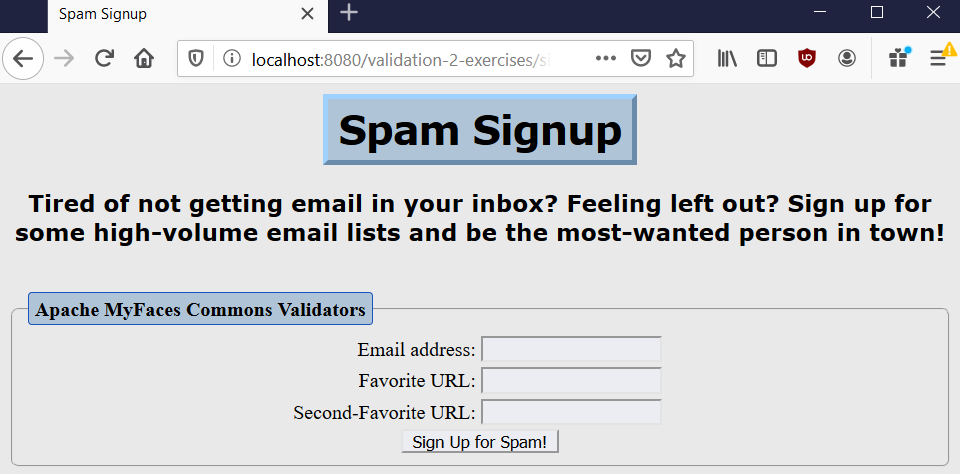 Spam Signup
localhost:8080/validation-2-exercises/
Spam Signup
Tired of not getting email in your inbox? Feeling left out? Sign up for
some high-volume email lists and be the most-wanted person in town!
Apache MyFaces Commons Validators
Email address:
Favorite URL:
Second-Favorite URL:
Sign Up for Spam!